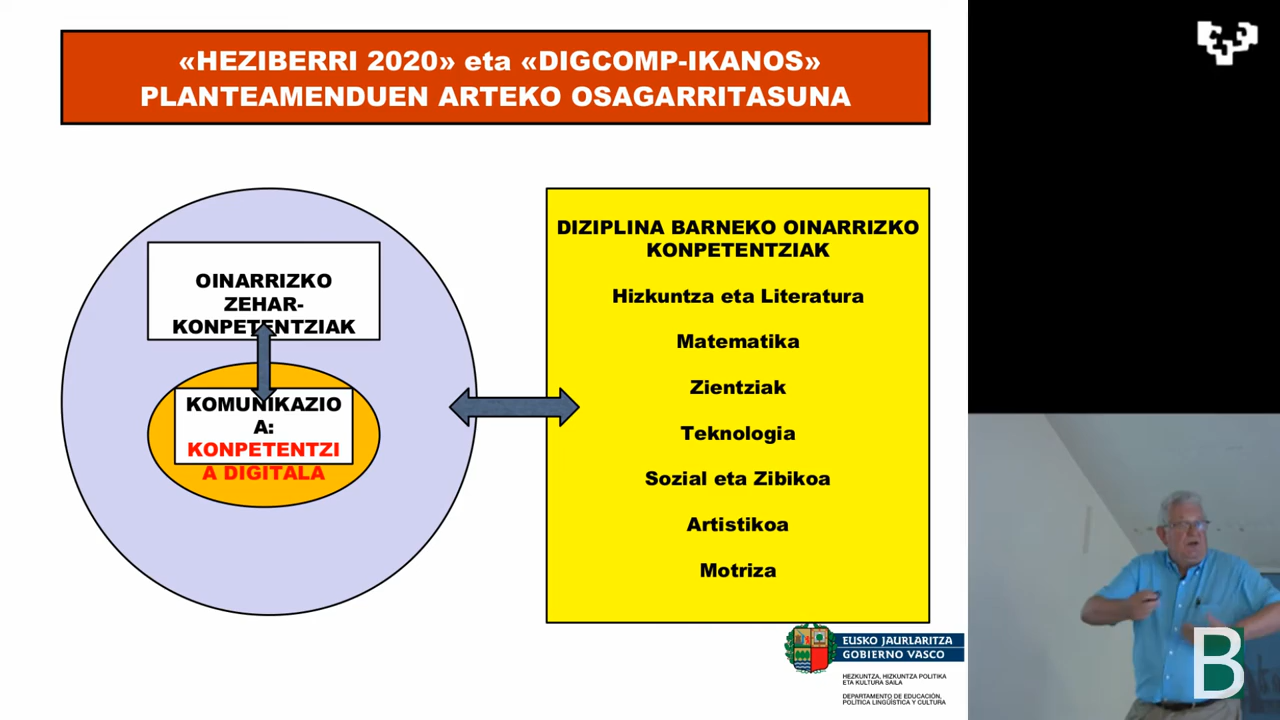 «HEZIBERRI 2020» eta «DIGCOMP-IKANOS»
PLANTEAMENDUEN ARTEKO OSAGARRITASUNA
OINARRIZKO
ZEHAR-
KONPETENTZIAK
KOMUNIKAZIO
A:
KONPETENTZI
A DIGITALA
DIZIPLINA BARNEKO OINARRIZKO
KONPETENTZIAK
Hizkuntza eta Literatura
Matematika
Zientziak
Teknologia
Sozial eta Zibikoa
Artistikoa
Motriza
EUSKO JAURLARITZA
GOBIERNO VASCO
HEZKUNTZA, HIZKUNTZA POLITIKA
ETA KULTURA SAILA
DEPARTAMENTO DE EDUCACIÓN,
POLÍTICA LINGÜÍSTICA Y CULTURA
B